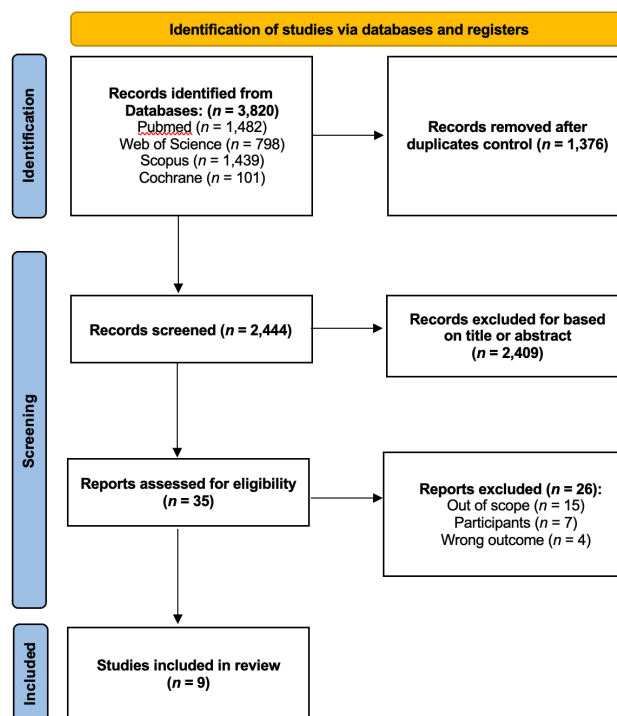 Identification of studies via databases and registers
Identification
Records identified from
Databases: (n = 3,820)
Pubmed (n = 1,482)
Web of Science (n = 798)
Scopus (n = 1,439)
Cochrane (n = 101)
Records removed after
duplicates control (n = 1,376)
Screening
Records screened (n = 2,444)
Records excluded for based
on title or abstract
(n = 2,409)
Reports assessed for eligibility
(n = 35)
Reports excluded (n = 26):
Out of scope (n = 15)
Participants (n = 7)
Wrong outcome (n = 4)
Included
Studies included in review
(n = 9)